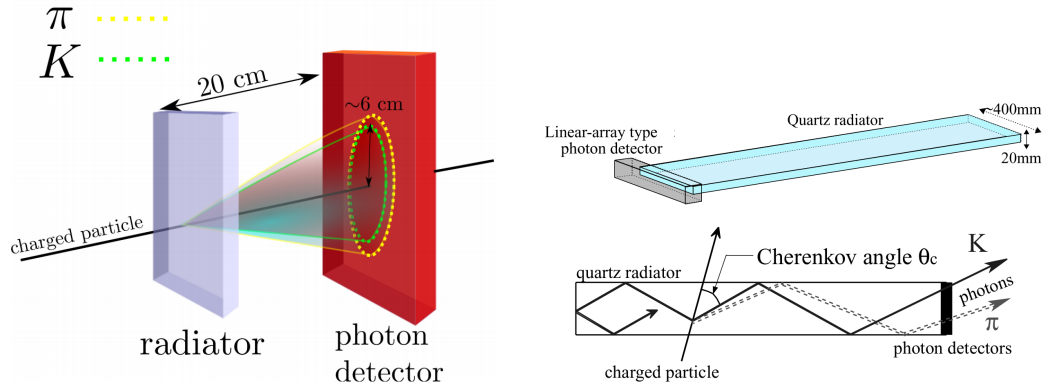 π
K
20 cm
~6 cm
charged particle
radiator
photon
detector
~400mm
Quartz radiator
20mm
Linear-array type
photon detector
K
Cherenkov angle θc
quartz radiator
photons
π
photon detectors
charged particle